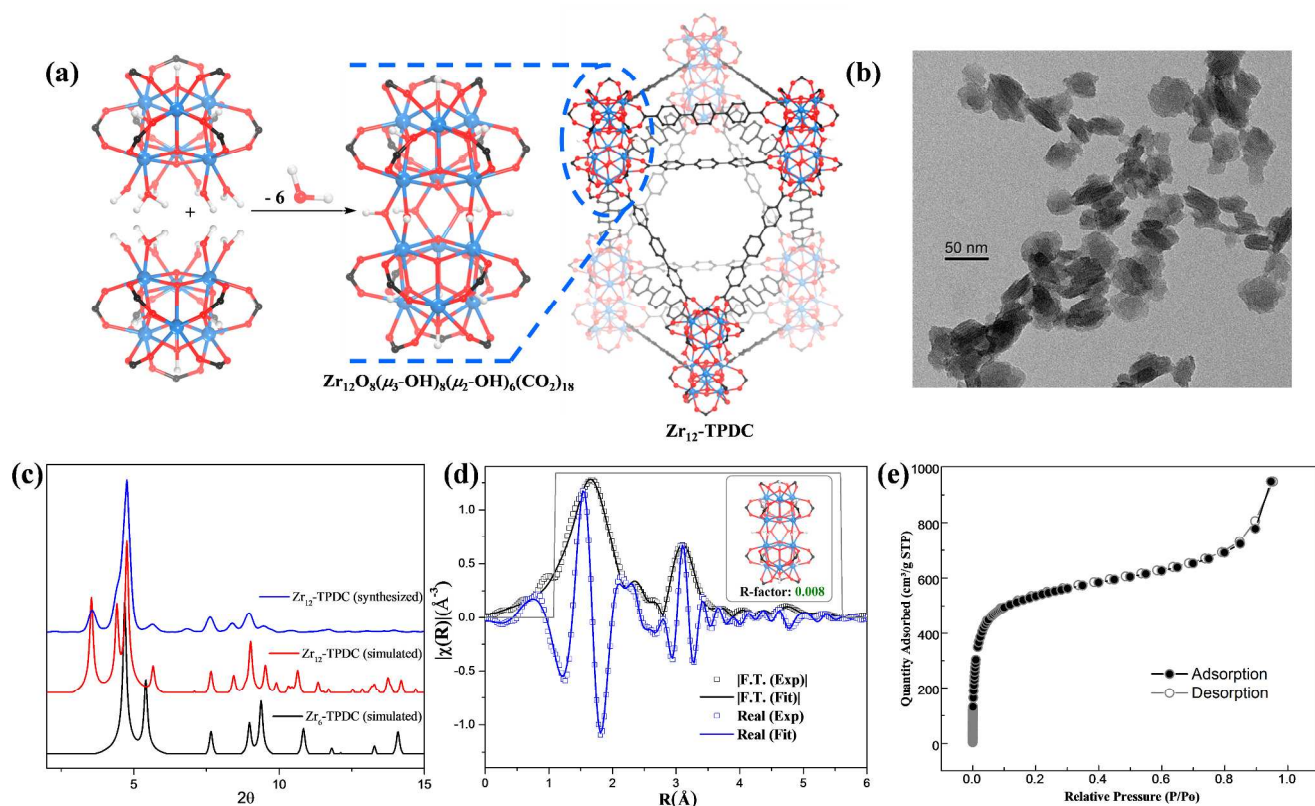 (a)
+
- 6
Zr₁₂O₈(μ₃-OH)₈(μ₂-OH)₆(CO₂)₁₈
Zr₁₂-TPDC
(b)
50 nm
(c)
Zr₁₂-TPDC (synthesized)
Zr₁₂-TPDC (simulated)
Zr₆-TPDC (simulated)
5
10
15
2θ
(d)
|χ(R)|(Å⁻³)
1.0
0.5
0.0
-0.5
-1.0
R-factor: 0.008
|F.T. (Exp)|
|F.T. (Fit)|
Real (Exp)
Real (Fit)
0 1 2 3 4 5 6
R(Å)
(e)
Quantity Adsorbed (cm³/g STP)
1000
800
600
400
200
0
Adsorption
Desorption
0.0 0.2 0.4 0.6 0.8 1.0
Relative Pressure (P/Po)